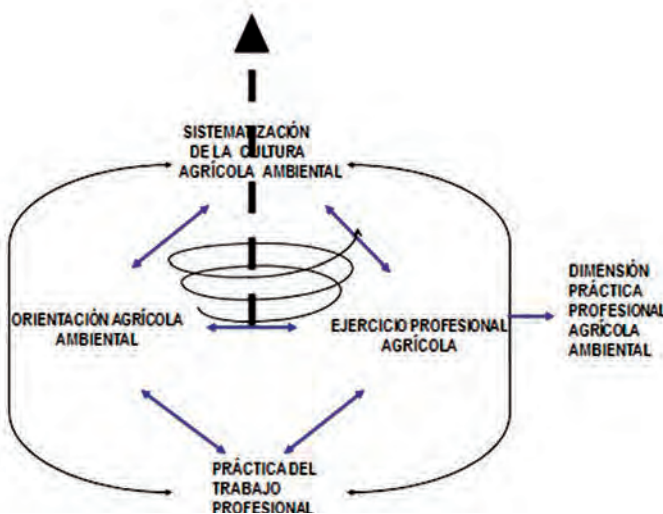 SISTEMATIZACIÓN
DE LA CULTURA
AGRÍCOLA AMBIENTAL
ORIENTACIÓN AGRÍCOLA
AMBIENTAL
EJERCICIO PROFESIONAL
AGRÍCOLA
DIMENSIÓN
PRÁCTICA
PROFESIONAL
AGRÍCOLA
AMBIENTAL
PRÁCTICA DEL
TRABAJO
PROFESIONAL